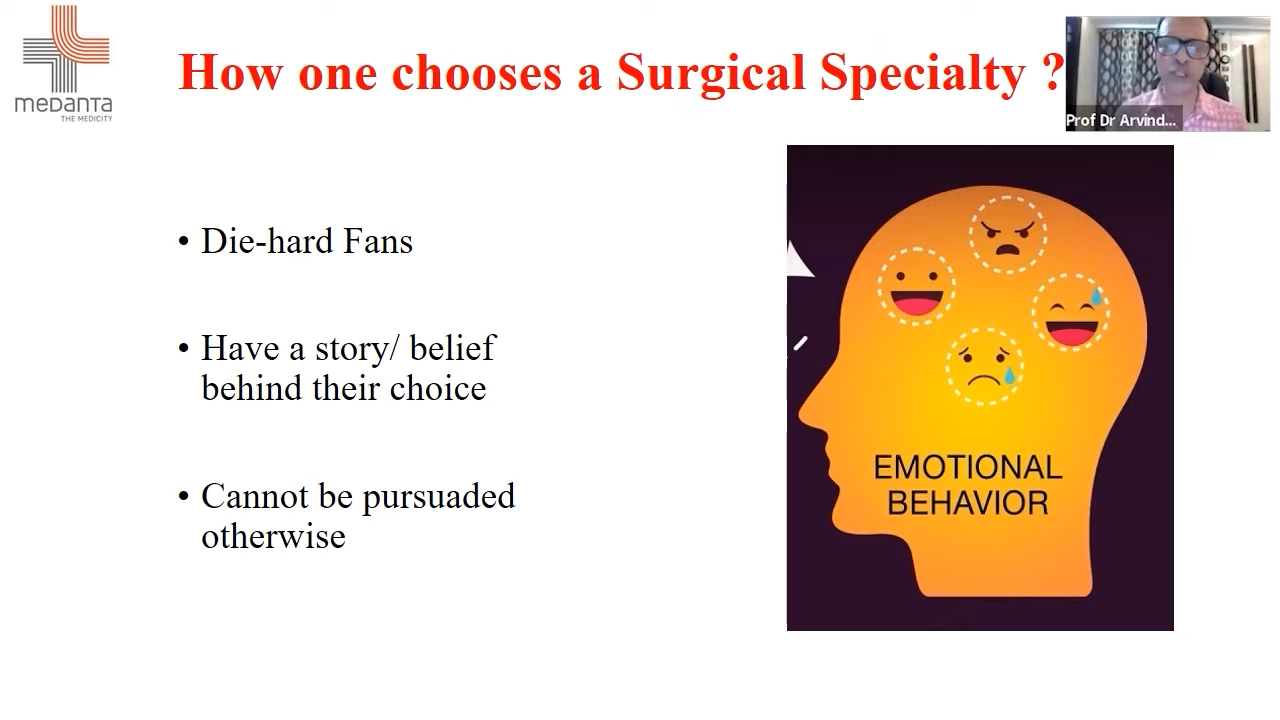 medanta
THE MEDICITY
How one chooses a Surgical Specialty ?
Prof Dr Arvind...
• Die-hard Fans
• Have a story/ belief
behind their choice
• Cannot be pursuaded
otherwise
EMOTIONAL
BEHAVIOR